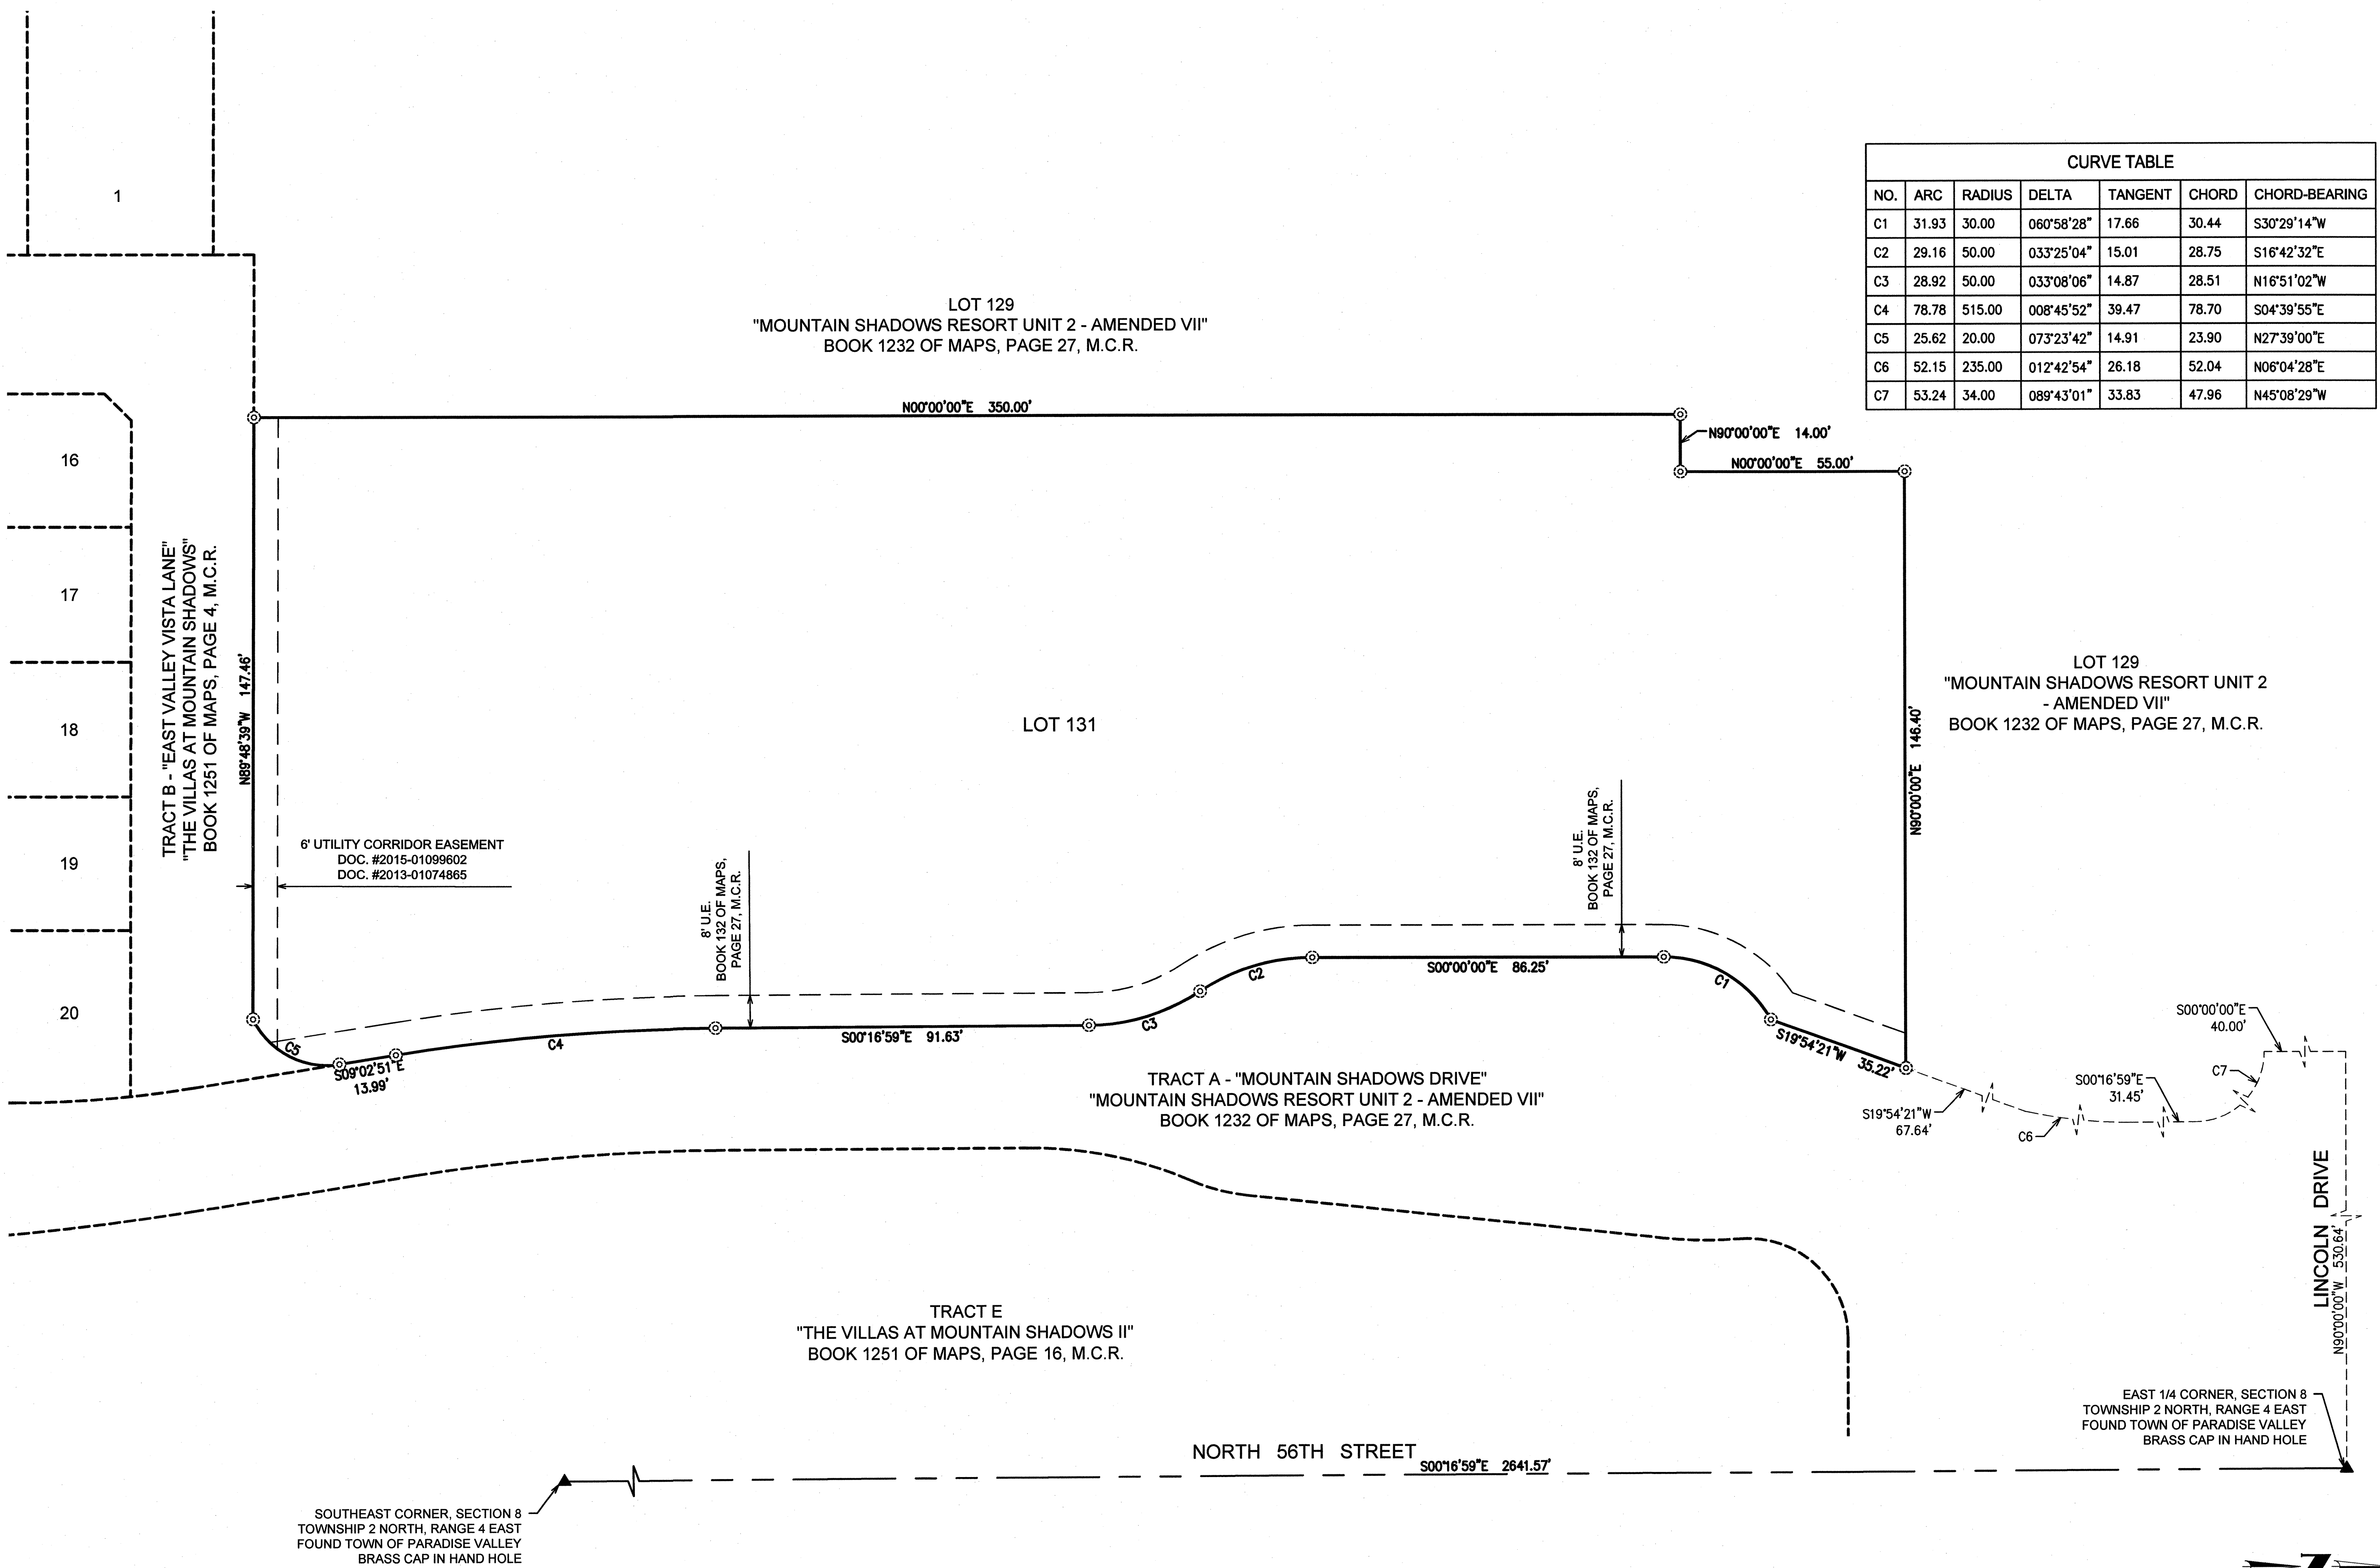 CURVE TABLE
NO. ARC RADIUS DELTA TANGENT CHORD CHORD-BEARING
C1 31.93 30.00 060°58'28" 17.66 30.44 S30°29'14"W
C2 29.16 50.00 033°25'04" 15.01 28.75 S16°42'32"E
C3 28.92 50.00 033°08'06" 14.87 28.51 N16°51'02"W
C4 78.78 515.00 008°45'52" 39.47 78.70 S04°39'55"E
C5 25.62 20.00 073°23'42" 14.91 23.90 N27°39'00"E
C6 52.15 235.00 012°42'54" 26.18 52.04 N06°04'28"E
C7 53.24 34.00 089°43'01" 33.83 47.96 N45°08'29"W
1
16
17
18
19
20
LOT 129
"MOUNTAIN SHADOWS RESORT UNIT 2 - AMENDED VII"
BOOK 1232 OF MAPS, PAGE 27, M.C.R.
N00°00'00"E 350.00'
N90°00'00"E 14.00'
N00°00'00"E 55.00'
TRACT B - "EAST VALLEY VISTA LANE"
"THE VILLAS AT MOUNTAIN SHADOWS"
BOOK 1251 OF MAPS, PAGE 4, M.C.R.
N89°48'39"W 147.46'
LOT 131
N90°00'00"E 146.40'
LOT 129
"MOUNTAIN SHADOWS RESORT UNIT 2
- AMENDED VII"
BOOK 1232 OF MAPS, PAGE 27, M.C.R.
6' UTILITY CORRIDOR EASEMENT
DOC. #2015-01099602
DOC. #2013-01074865
8' U.E.
BOOK 132 OF MAPS,
PAGE 27, M.C.R.
8' U.E.
BOOK 132 OF MAPS,
PAGE 27, M.C.R.
C5
S09°02'51"E
13.99'
C4
S00°16'59"E 91.63'
C3
C2
S00°00'00"E 86.25'
C1
S19°54'21"W 35.22'
S19°54'21"W
67.64'
C6
S00°16'59"E
31.45'
C7
S00°00'00"E
40.00'
TRACT A - "MOUNTAIN SHADOWS DRIVE"
"MOUNTAIN SHADOWS RESORT UNIT 2 - AMENDED VII"
BOOK 1232 OF MAPS, PAGE 27, M.C.R.
LINCOLN DRIVE
N90°00'00"W 530.64'
TRACT E
"THE VILLAS AT MOUNTAIN SHADOWS II"
BOOK 1251 OF MAPS, PAGE 16, M.C.R.
EAST 1/4 CORNER, SECTION 8
TOWNSHIP 2 NORTH, RANGE 4 EAST
FOUND TOWN OF PARADISE VALLEY
BRASS CAP IN HAND HOLE
NORTH 56TH STREET
S00°16'59"E 2641.57'
SOUTHEAST CORNER, SECTION 8
TOWNSHIP 2 NORTH, RANGE 4 EAST
FOUND TOWN OF PARADISE VALLEY
BRASS CAP IN HAND HOLE